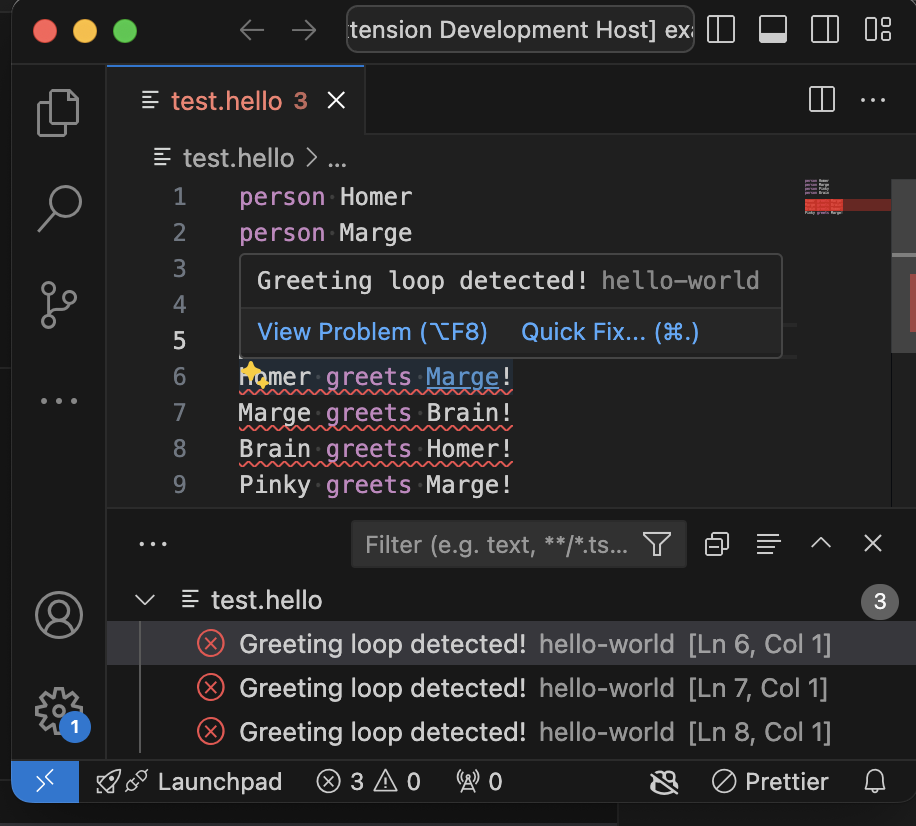 tension Development Host] exa
test.hello 3
test.hello > ...
1 person·Homer
2 person·Marge
3
4
5
Greeting loop detected! hello-world
View Problem (⌥F8) Quick Fix... (⌘.)
6 Homer·greets·Marge!
7 Marge·greets·Brain!
8 Brain·greets·Homer!
9 Pinky·greets·Marge!
Filter (e.g. text, **/*.ts...
test.hello 3
Greeting loop detected! hello-world [Ln 6, Col 1]
Greeting loop detected! hello-world [Ln 7, Col 1]
Greeting loop detected! hello-world [Ln 8, Col 1]
1
Launchpad 3 0 0 Prettier